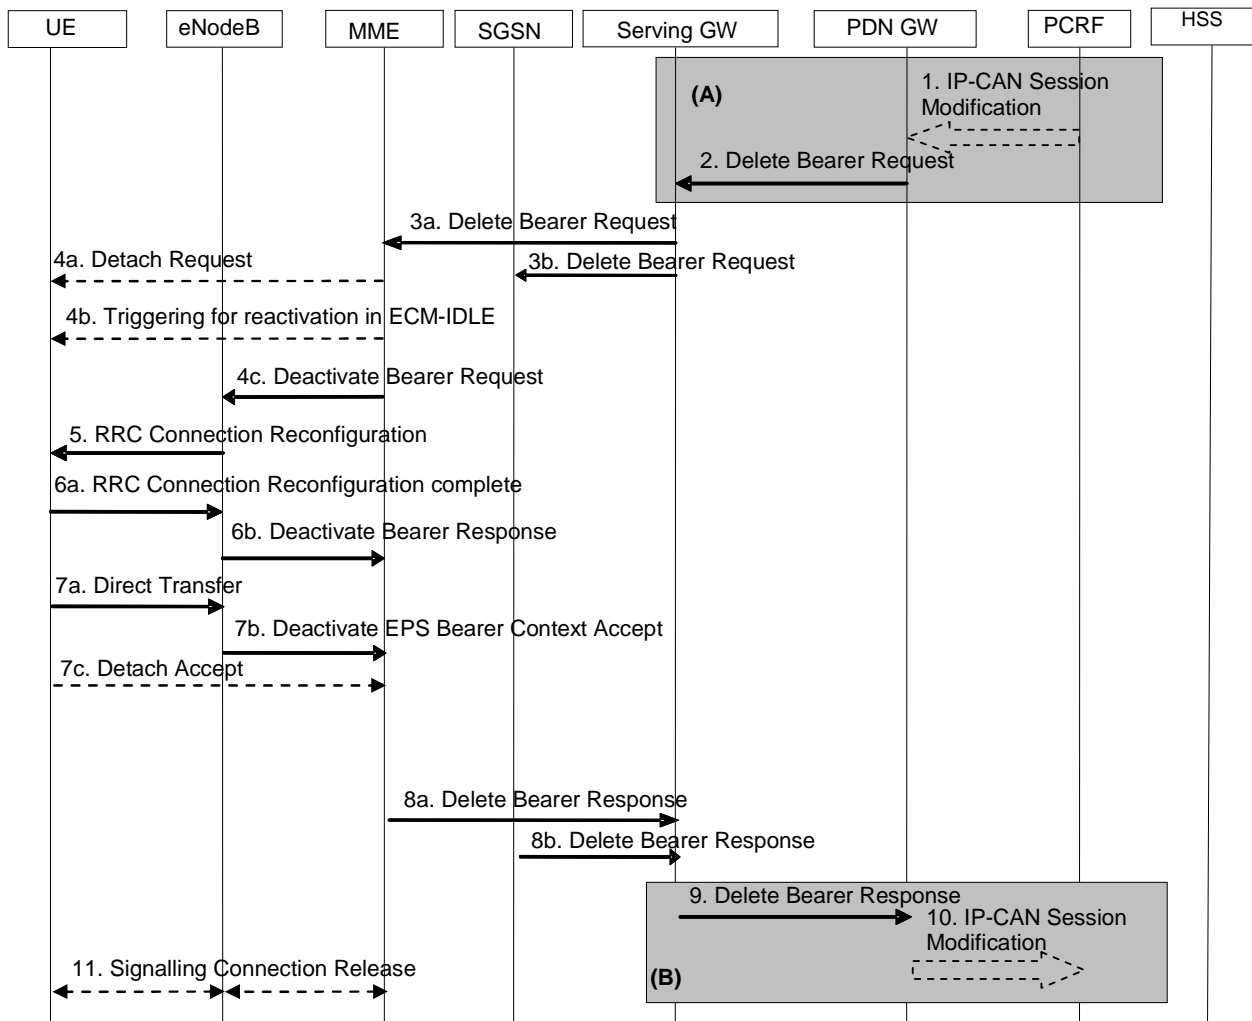 UE
eNodeB
MME
SGSN
Serving GW
PDN GW
PCRF
HSS
(A)
1. IP-CAN Session
Modification
2. Delete Bearer Request
3a. Delete Bearer Request
4a. Detach Request
3b. Delete Bearer Request
4b. Triggering for reactivation in ECM-IDLE
4c. Deactivate Bearer Request
5. RRC Connection Reconfiguration
6a. RRC Connection Reconfiguration complete
6b. Deactivate Bearer Response
7a. Direct Transfer
7b. Deactivate EPS Bearer Context Accept
7c. Detach Accept
8a. Delete Bearer Response
8b. Delete Bearer Response
9. Delete Bearer Response
10. IP-CAN Session
Modification
11. Signalling Connection Release
(B)